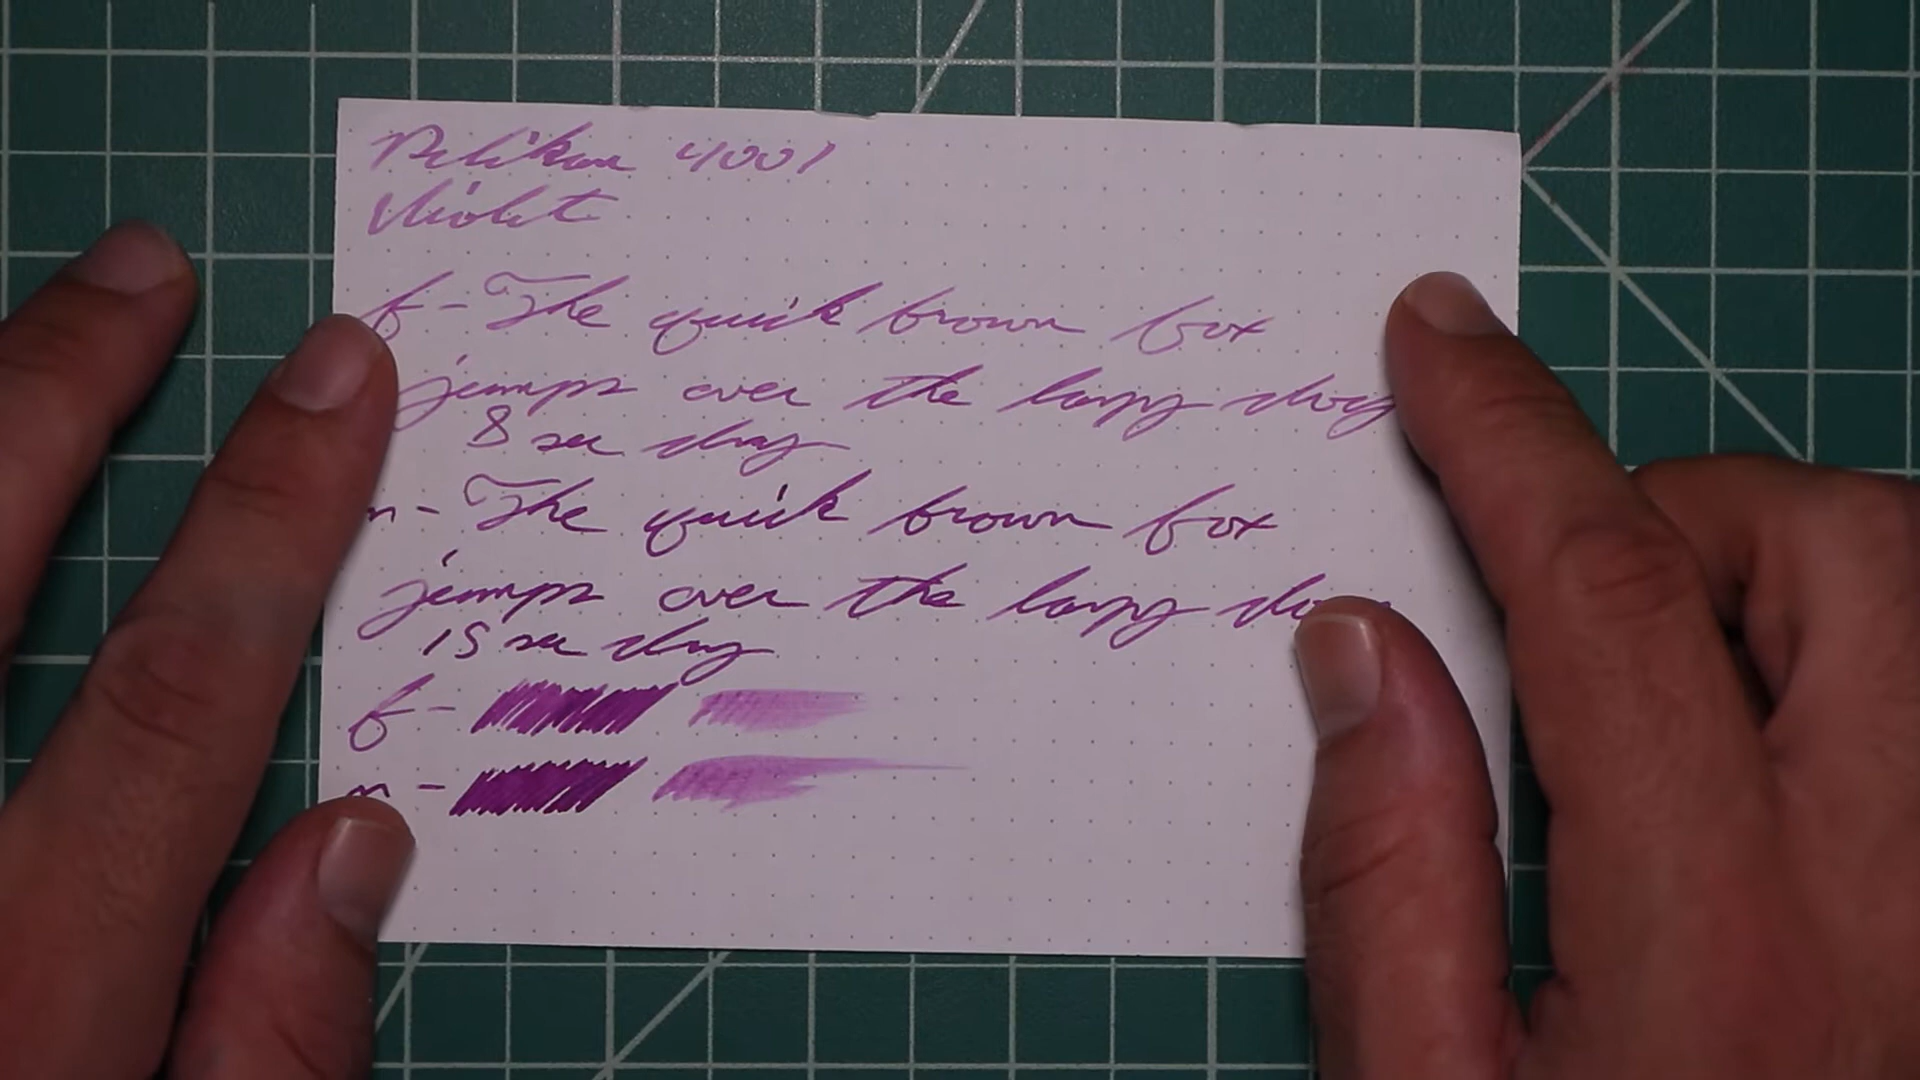 Pelikan 4001
Violet
f - The quick brown fox
jumps over the lazy dog
8 sec dry
m - The quick brown fox
jumps over the lazy dog
15 sec dry
f -
m -